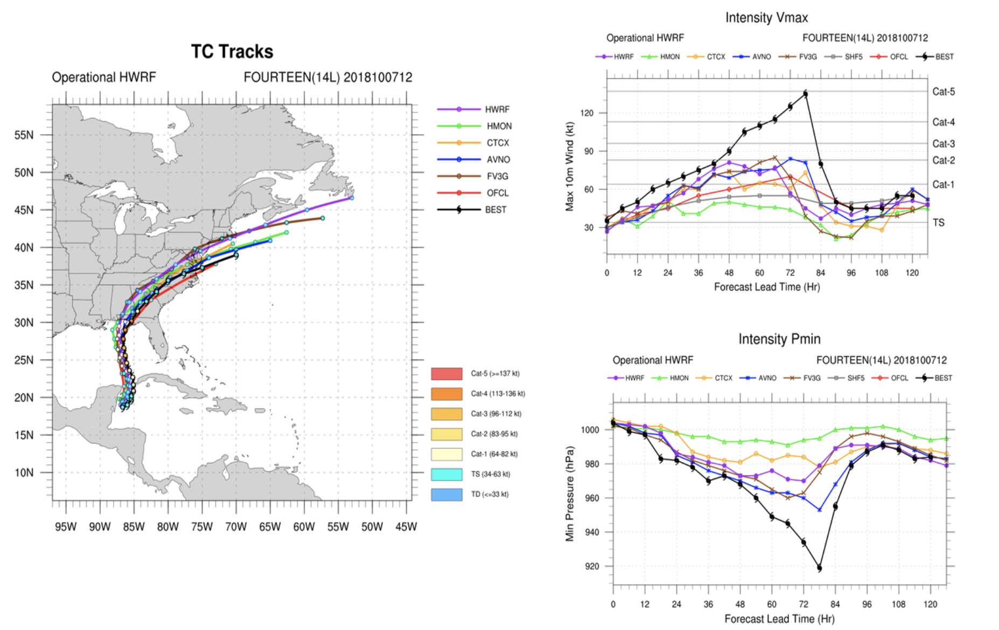 TC Tracks
Operational HWRF FOURTEEN(14L) 2018100712
55N
50N
45N
40N
35N
30N
25N
20N
15N
10N
95W 90W 85W 80W 75W 70W 65W 60W 55W 50W 45W
HWRF
HMON
CTCX
AVNO
FV3G
OFCL
BEST
Cat-5 (>=137 kt)
Cat-4 (113-136 kt)
Cat-3 (96-112 kt)
Cat-2 (83-95 kt)
Cat-1 (64-82 kt)
TS (34-63 kt)
TD (<=33 kt)
Intensity Vmax
Operational HWRF FOURTEEN(14L) 2018100712
HWRF HMON CTCX AVNO FV3G SHF5 OFCL BEST
Max 10m Wind (kt)
120
90
60
30
Cat-5
Cat-4
Cat-3
Cat-2
Cat-1
TS
0 12 24 36 48 60 72 84 96 108 120
Forecast Lead Time (Hr)
Intensity Pmin
Operational HWRF FOURTEEN(14L) 2018100712
HWRF HMON CTCX AVNO FV3G SHF5 OFCL BEST
Min Pressure (hPa)
1000
980
960
940
920
0 12 24 36 48 60 72 84 96 108 120
Forecast Lead Time (Hr)